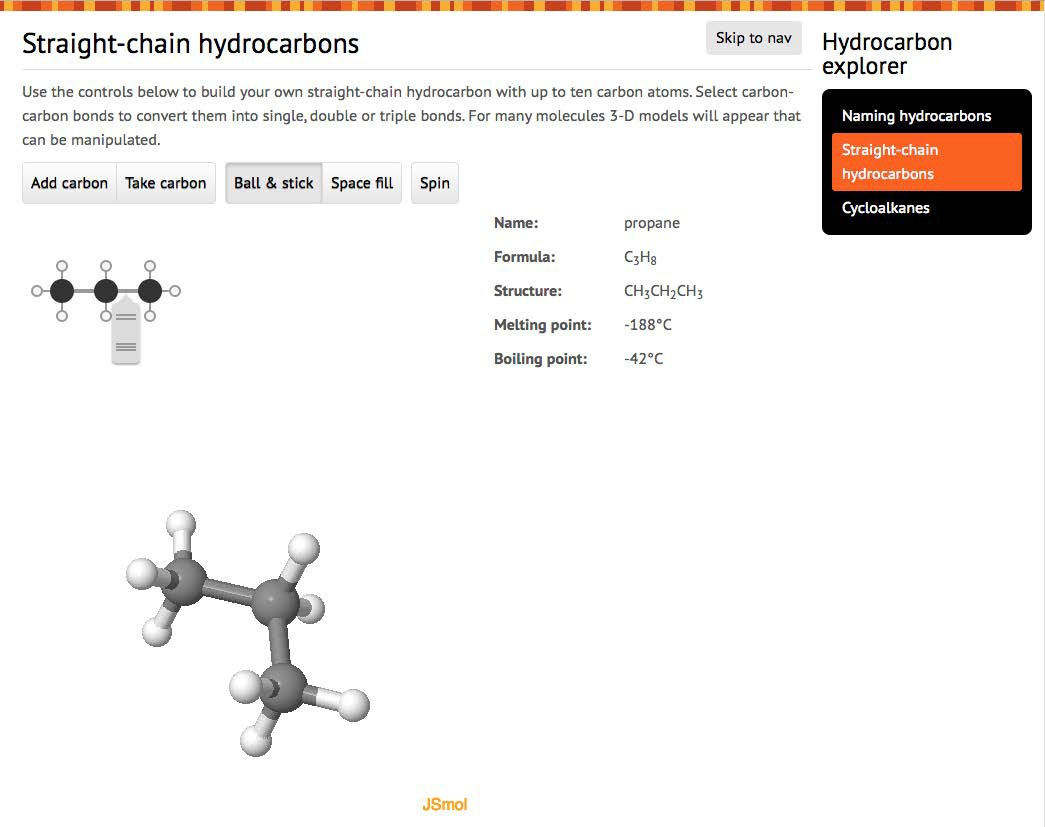 Straight-chain hydrocarbons
Skip to nav
Use the controls below to build your own straight-chain hydrocarbon with up to ten carbon atoms. Select carbon-
carbon bonds to convert them into single, double or triple bonds. For many molecules 3-D models will appear that
can be manipulated.
Add carbon Take carbon Ball & stick Space fill Spin
Name: propane
Formula: C₃H₈
Structure: CH₃CH₂CH₃
Melting point: -188°C
Boiling point: -42°C
JSmol
Hydrocarbon
explorer
Naming hydrocarbons
Straight-chain
hydrocarbons
Cycloalkanes